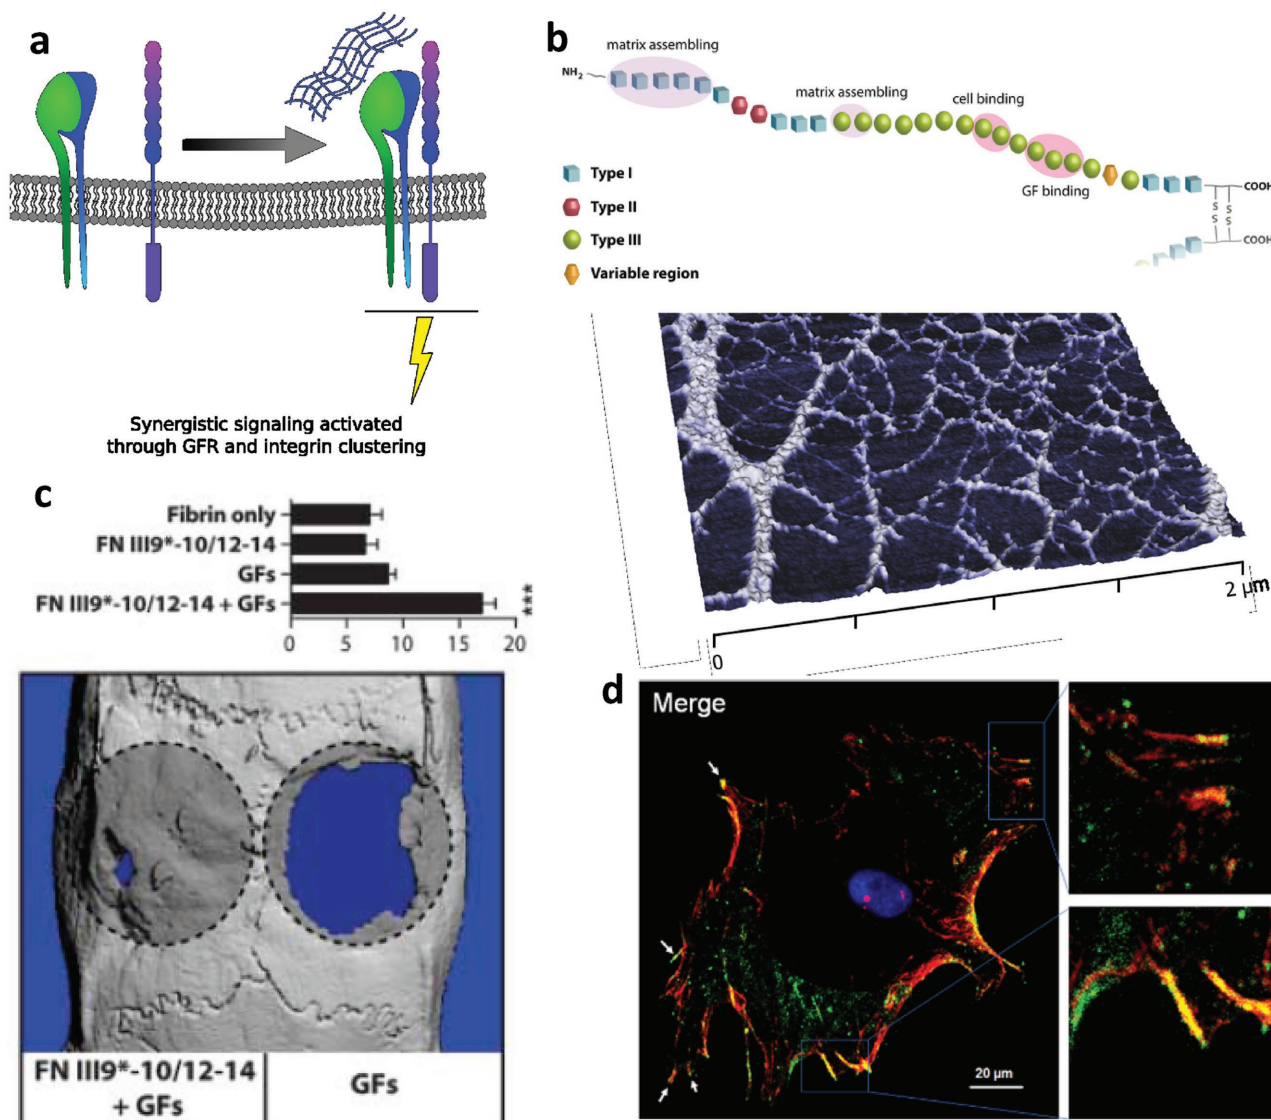 a
Synergistic signaling activated
through GFR and integrin clustering
b
matrix assembling
NH2
matrix assembling
cell binding
GF binding
COOH
S S
S S
COOH
Type I
Type II
Type III
Variable region
0
2 µm
c
Fibrin only
FN III9*-10/12-14
GFs
FN III9*-10/12-14 + GFs
***
0 5 10 15 20
FN III9*-10/12-14
+ GFs
GFs
d
Merge
20 µm